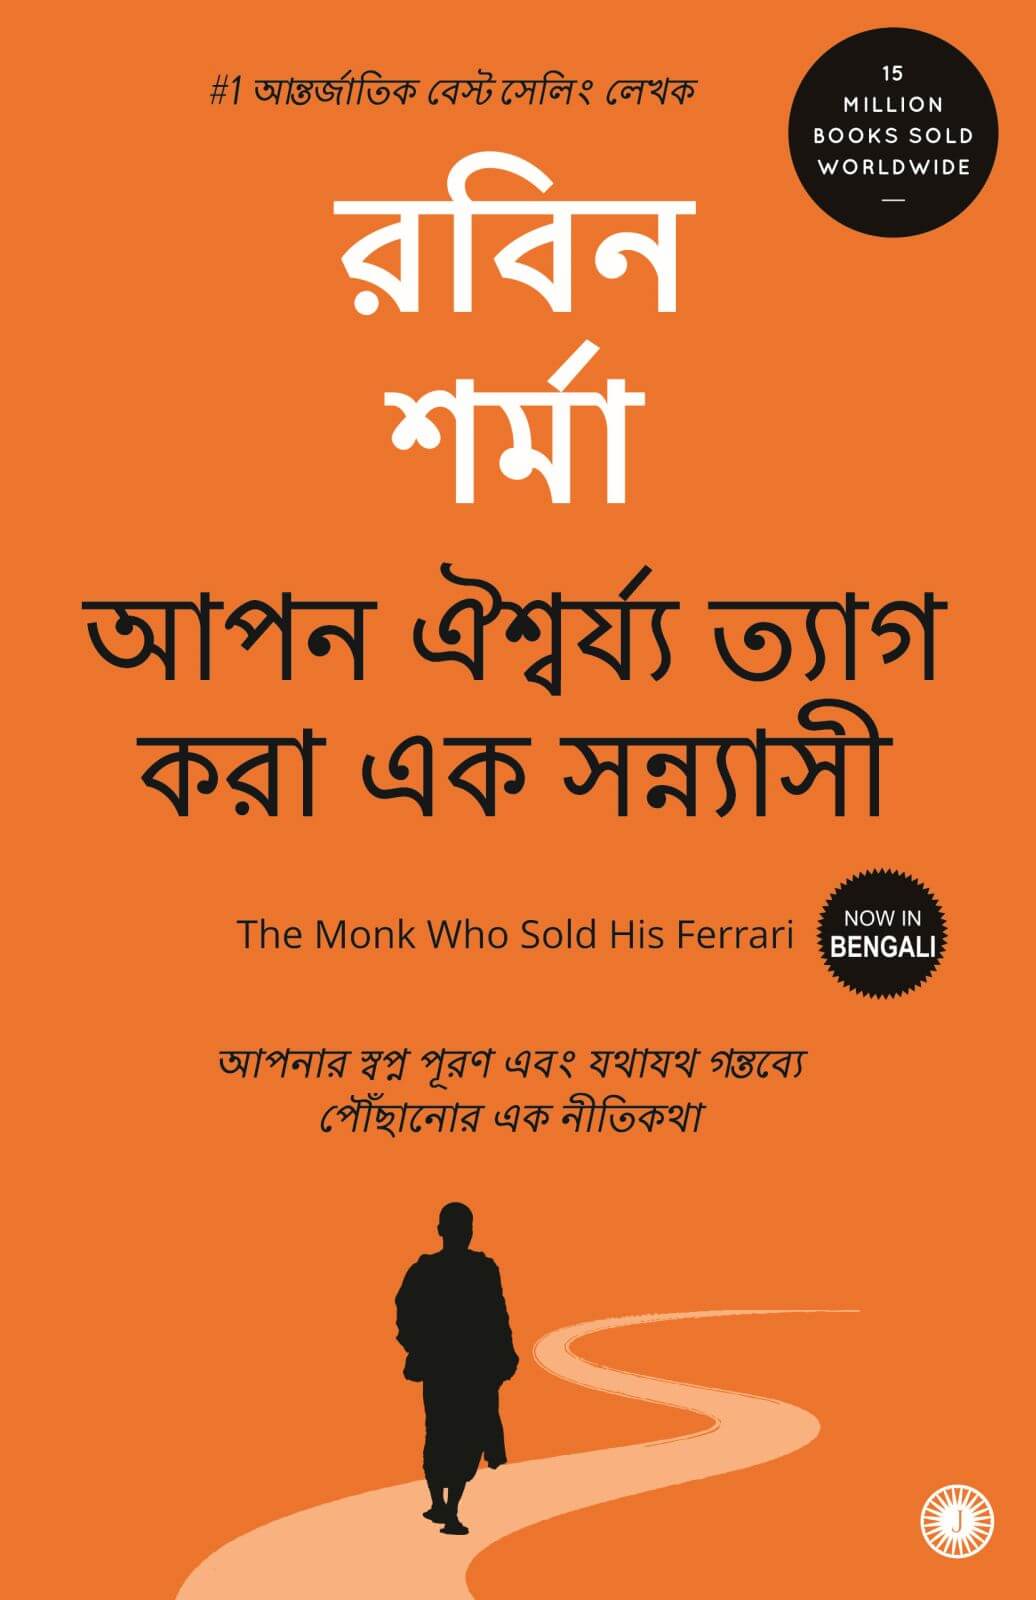 #1 আন্তর্জাতিক বেস্ট সেলিং লেখক
15
MILLION
BOOKS SOLD
WORLDWIDE
রবিন
শর্মা
আপন ঐশ্বর্য্য ত্যাগ
করা এক সন্ন্যাসী
The Monk Who Sold His Ferrari
NOW IN
BENGALI
আপনার স্বপ্ন পূরণ এবং যথাযথ গন্তব্যে
পৌঁছানোর এক নীতিকথা
J